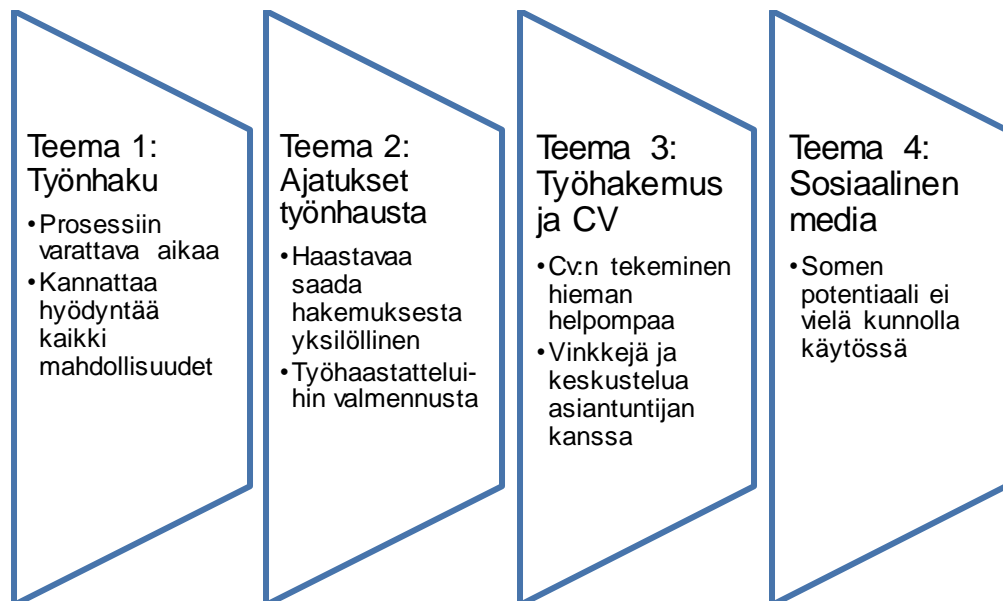 Teema 1:
Työnhaku
•Prosessiin
varattava aikaa
•Kannattaa
hyödyntää
kaikki
mahdollisuudet
Teema 2:
Ajatukset
työnhausta
•Haastavaa
saada
hakemuksesta
yksilöllinen
•Työhaastattelui-
hin valmennusta
Teema 3:
Työhakemus
ja CV
•Cv:n tekeminen
hieman
helpompaa
•Vinkkejä ja
keskustelua
asiantuntijan
kanssa
Teema 4:
Sosiaalinen
media
•Somen
potentiaali ei
vielä kunnolla
käytössä